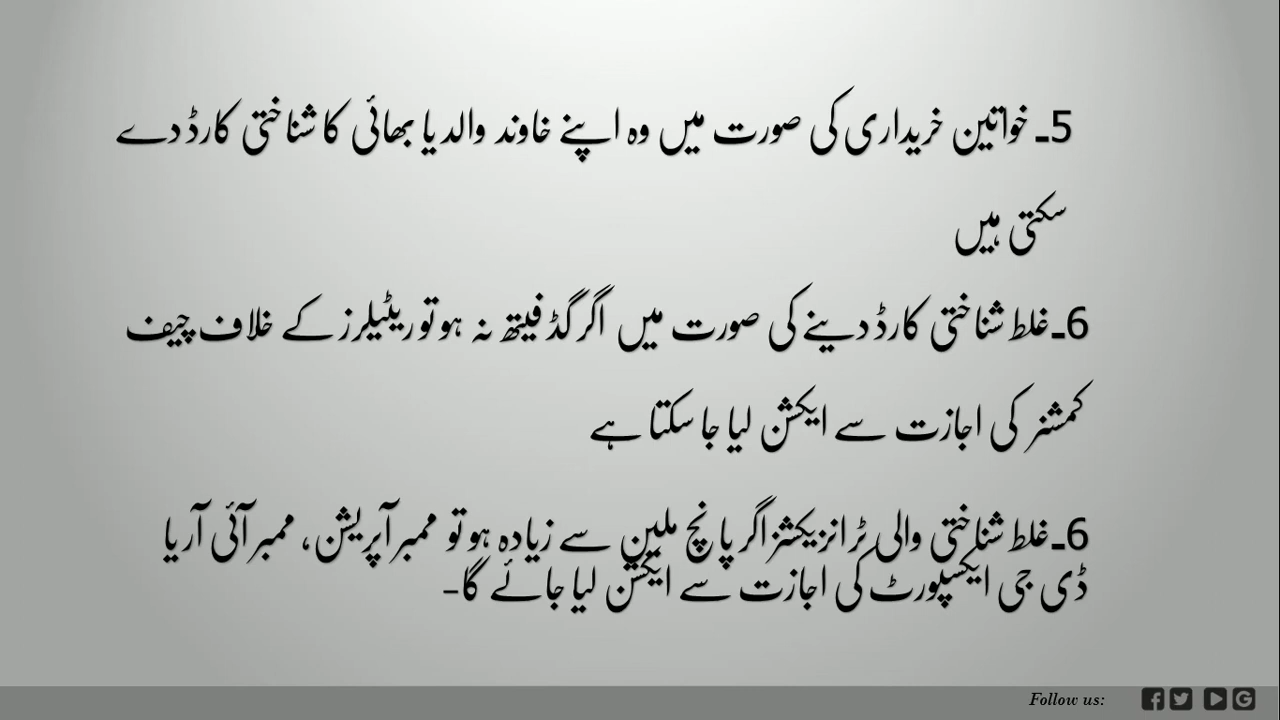 5۔ خواتین خریداری کی صورت میں وہ اپنے خاوند والد یا بھائی کا شناختی کارڈ دے
سکتی ہیں
6۔غلط شناختی کارڈ دینے کی صورت میں اگر گڈ فیتھ نہ ہو تو ریٹیلرز کے خلاف چیف
کمشنر کی اجازت سے ایکشن لیا جا سکتا ہے
6۔غلط شناختی والی ٹرانزیکشنز اگر پانچ ملین سے زیادہ ہو تو ممبر آپریشن، ممبر آئی آر یا
ڈی جی ایکسپورٹ کی اجازت سے ایکشن لیا جائے گا-
Follow us: